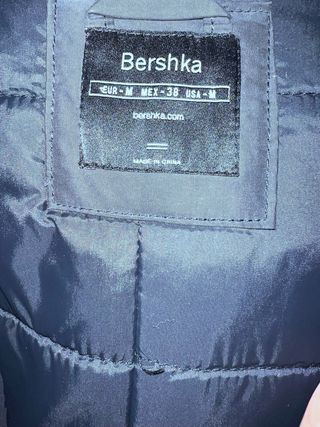 Bershka
EUR-M MEX-38 USA-M
bershka.com
MADE IN CHINA